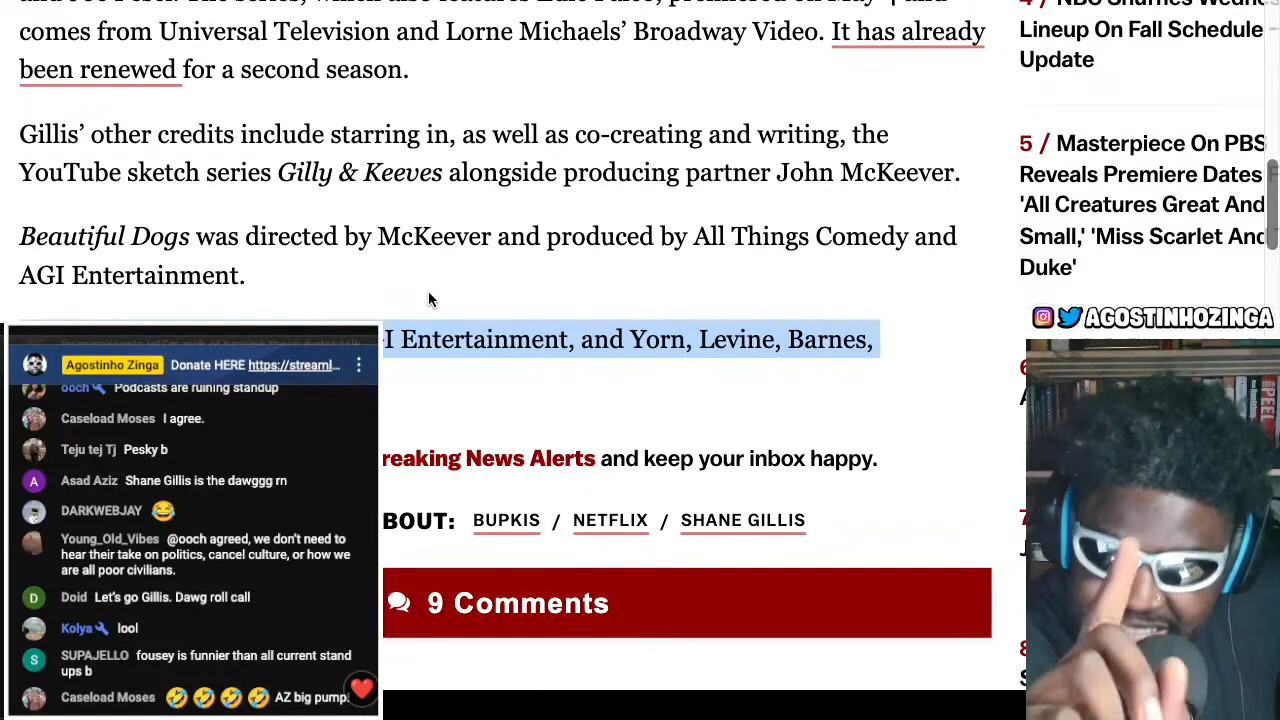 comes from Universal Television and Lorne Michaels’ Broadway Video. It has already
been renewed for a second season.
Gillis’ other credits include starring in, as well as co-creating and writing, the
YouTube sketch series Gilly & Keeves alongside producing partner John McKeever.
Beautiful Dogs was directed by McKeever and produced by All Things Comedy and
AGI Entertainment.
I Entertainment, and Yorn, Levine, Barnes,
reaking News Alerts and keep your inbox happy.
BOUT: BUPKIS / NETFLIX / SHANE GILLIS
9 Comments
Lineup On Fall Schedule
Update
5 / Masterpiece On PBS
Reveals Premiere Dates F
'All Creatures Great And
Small,' 'Miss Scarlet And
Duke'
AGOSTINHOZINGA
Agostinho Zinga Donate HERE https://streaml...
ooch Podcasts are ruining standup
Caseload Moses I agree.
Teju tej Tj Pesky b
A Asad Aziz Shane Gillis is the dawggg rn
DARKWEBJAY 😂
Young_Old_Vibes @ooch agreed, we don't need to
hear their take on politics, cancel culture, or how we
are all poor civilians.
D Doid Let's go Gillis. Dawg roll call
Kolya lool
S SUPAJELLO fousey is funnier than all current stand
ups b
Caseload Moses 🤣 🤣 🤣 🤣 AZ big pump.
PEEL